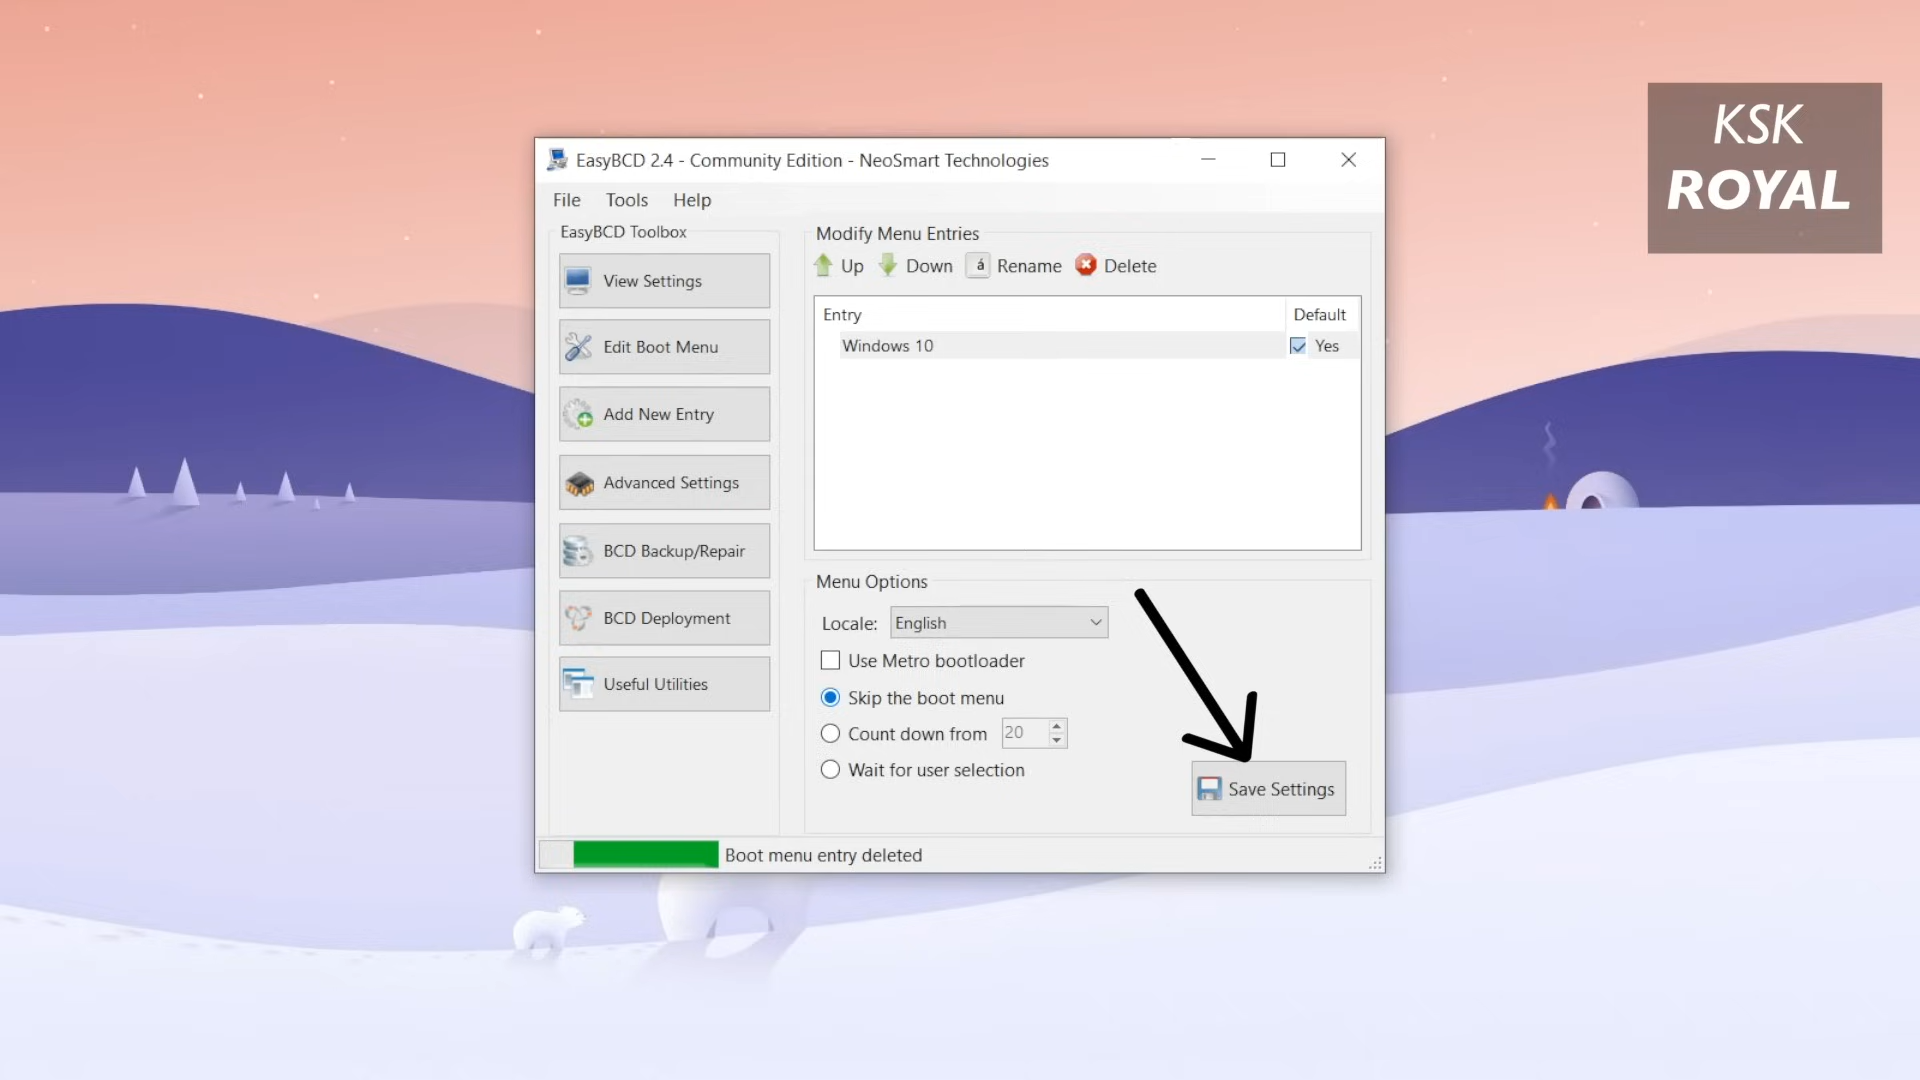 KSK
ROYAL
EasyBCD 2.4 - Community Edition - NeoSmart Technologies
File Tools Help
EasyBCD Toolbox
View Settings
Edit Boot Menu
Add New Entry
Advanced Settings
BCD Backup/Repair
BCD Deployment
Useful Utilities
Modify Menu Entries
Up Down á Rename Delete
Entry Default
Windows 10 Yes
Menu Options
Locale: English
Use Metro bootloader
Skip the boot menu
Count down from 20
Wait for user selection
Save Settings
Boot menu entry deleted